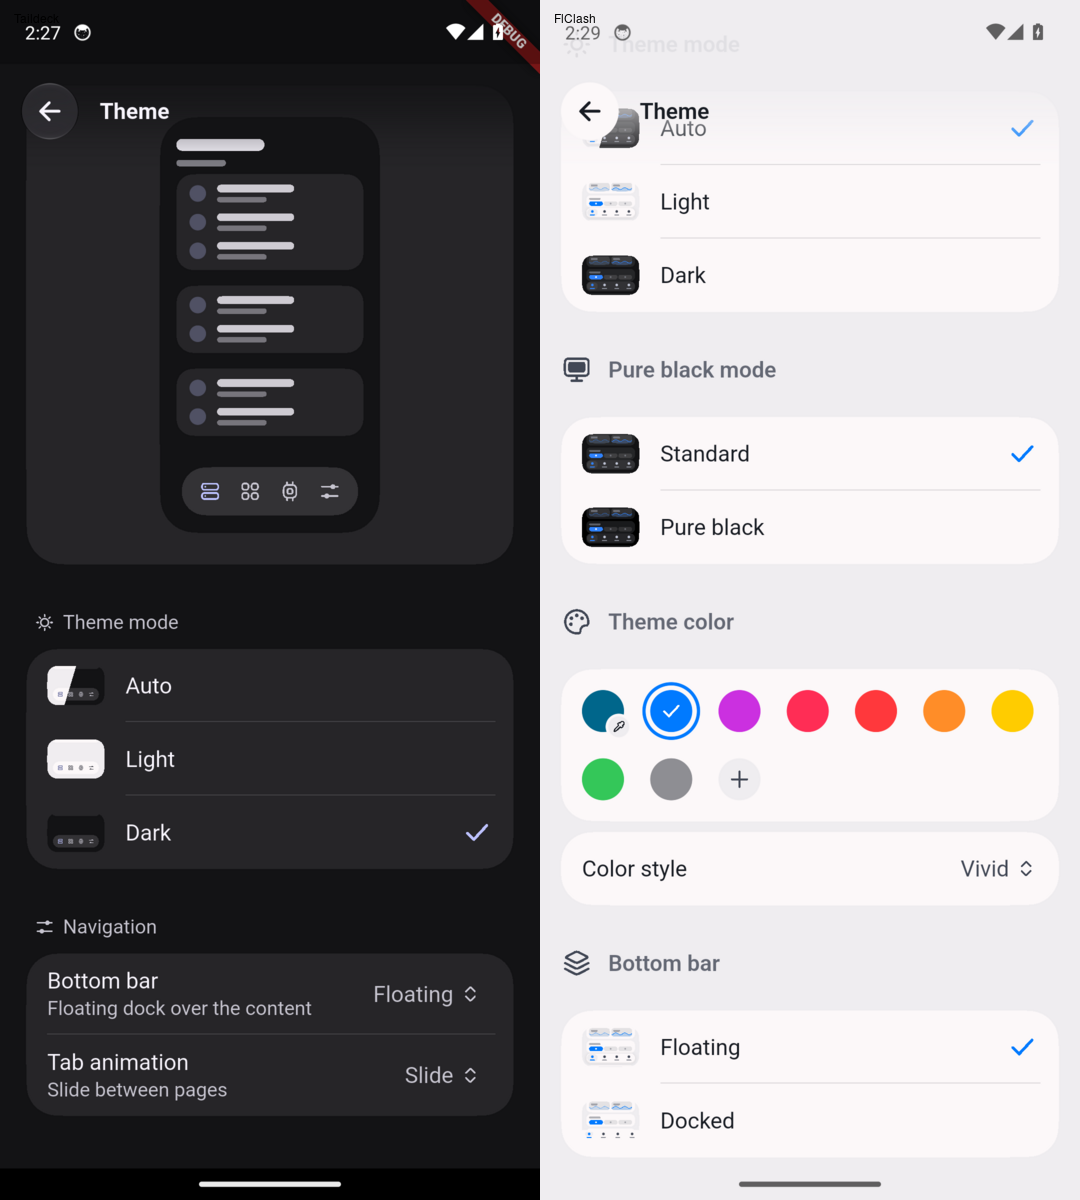 Taildeck
2:27
DEBUG
Theme
Theme mode
Auto
Light
Dark
Navigation
Bottom bar
Floating dock over the content
Floating
Tab animation
Slide between pages
Slide
FlClash
2:29
Theme mode
Theme
Auto
Light
Dark
Pure black mode
Standard
Pure black
Theme color
Color style
Vivid
Bottom bar
Floating
Docked